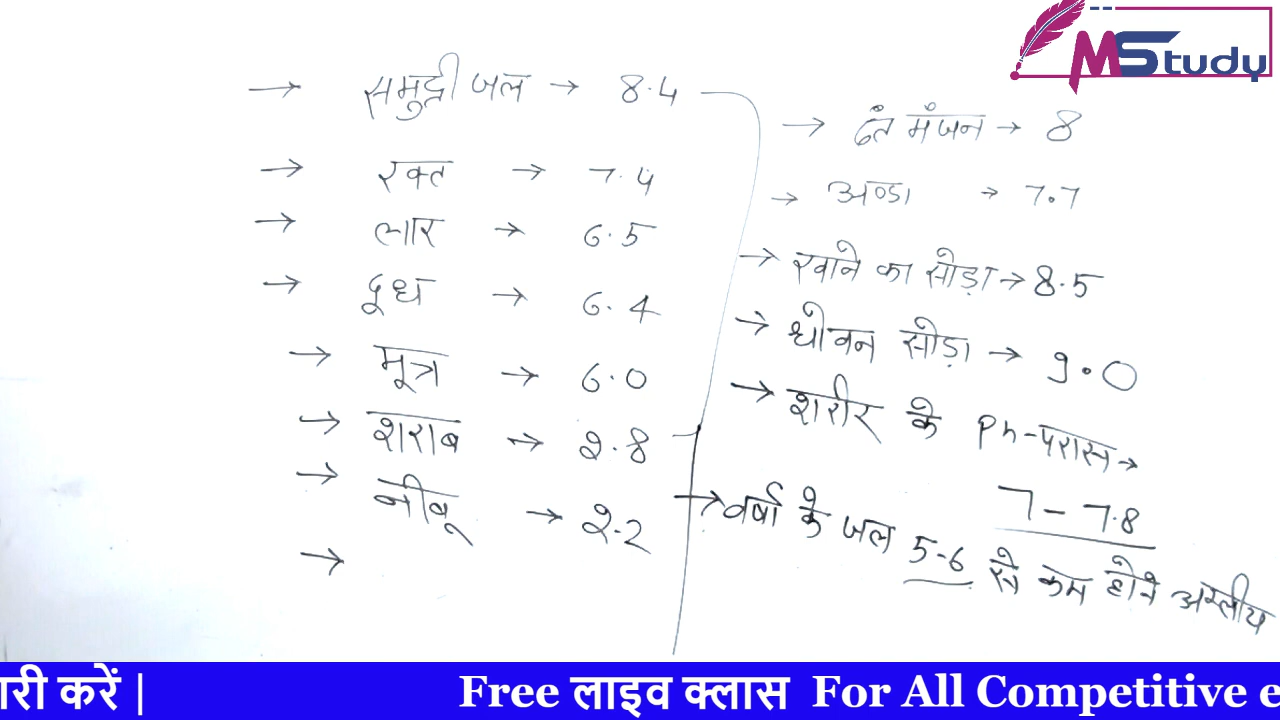 MStudy
→ समुद्री जल → 8.4
→ रक्त → 7.4
→ लार → 6.5
→ दूध → 6.4
→ मूत्र → 6.0
→ शराब → 2.8
→ नीबू → 2.2
→
→ दंत मंजन → 8
→ अण्डा → 7.7
→ खाने का सोडा → 8.5
→ धोवन सोडा → 9.0
→ शरीर के PH-परास →
7 - 7.8
→ वर्षा के जल 5-6 से कम होने अम्लीय
ारी करें | Free लाइव क्लास For All Competitive e